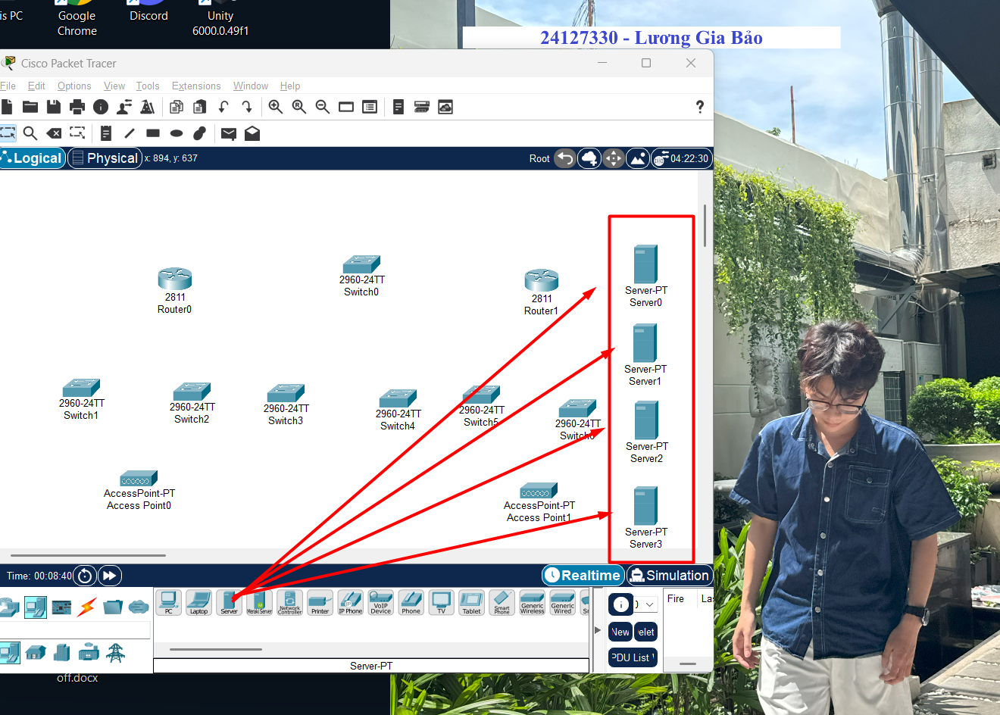 is PC
Google
Chrome
Discord
Unity
6000.0.49f1
24127330 - Lương Gia Bảo
Cisco Packet Tracer
File Edit Options View Tools Extensions Window Help
Logical Physical x: 894, y: 637 Root 04:22:30
2811
Router0
2960-24TT
Switch0
2811
Router1
Server-PT
Server0
Server-PT
Server1
2960-24TT
Switch1
2960-24TT
Switch2
2960-24TT
Switch3
2960-24TT
Switch4
2960-24TT
Switch5
2960-24TT
Switch6
Server-PT
Server2
AccessPoint-PT
Access Point0
AccessPoint-PT
Access Point1
Server-PT
Server3
Time: 00:08:40 Realtime Simulation
PC Laptop Server Meraki Server Network Controller Printer IP Phone VoIP Device Phone TV Tablet Smart Phone Generic Wireless Generic Wired
Fire Las
New elet
PDU List
Server-PT
off.docx